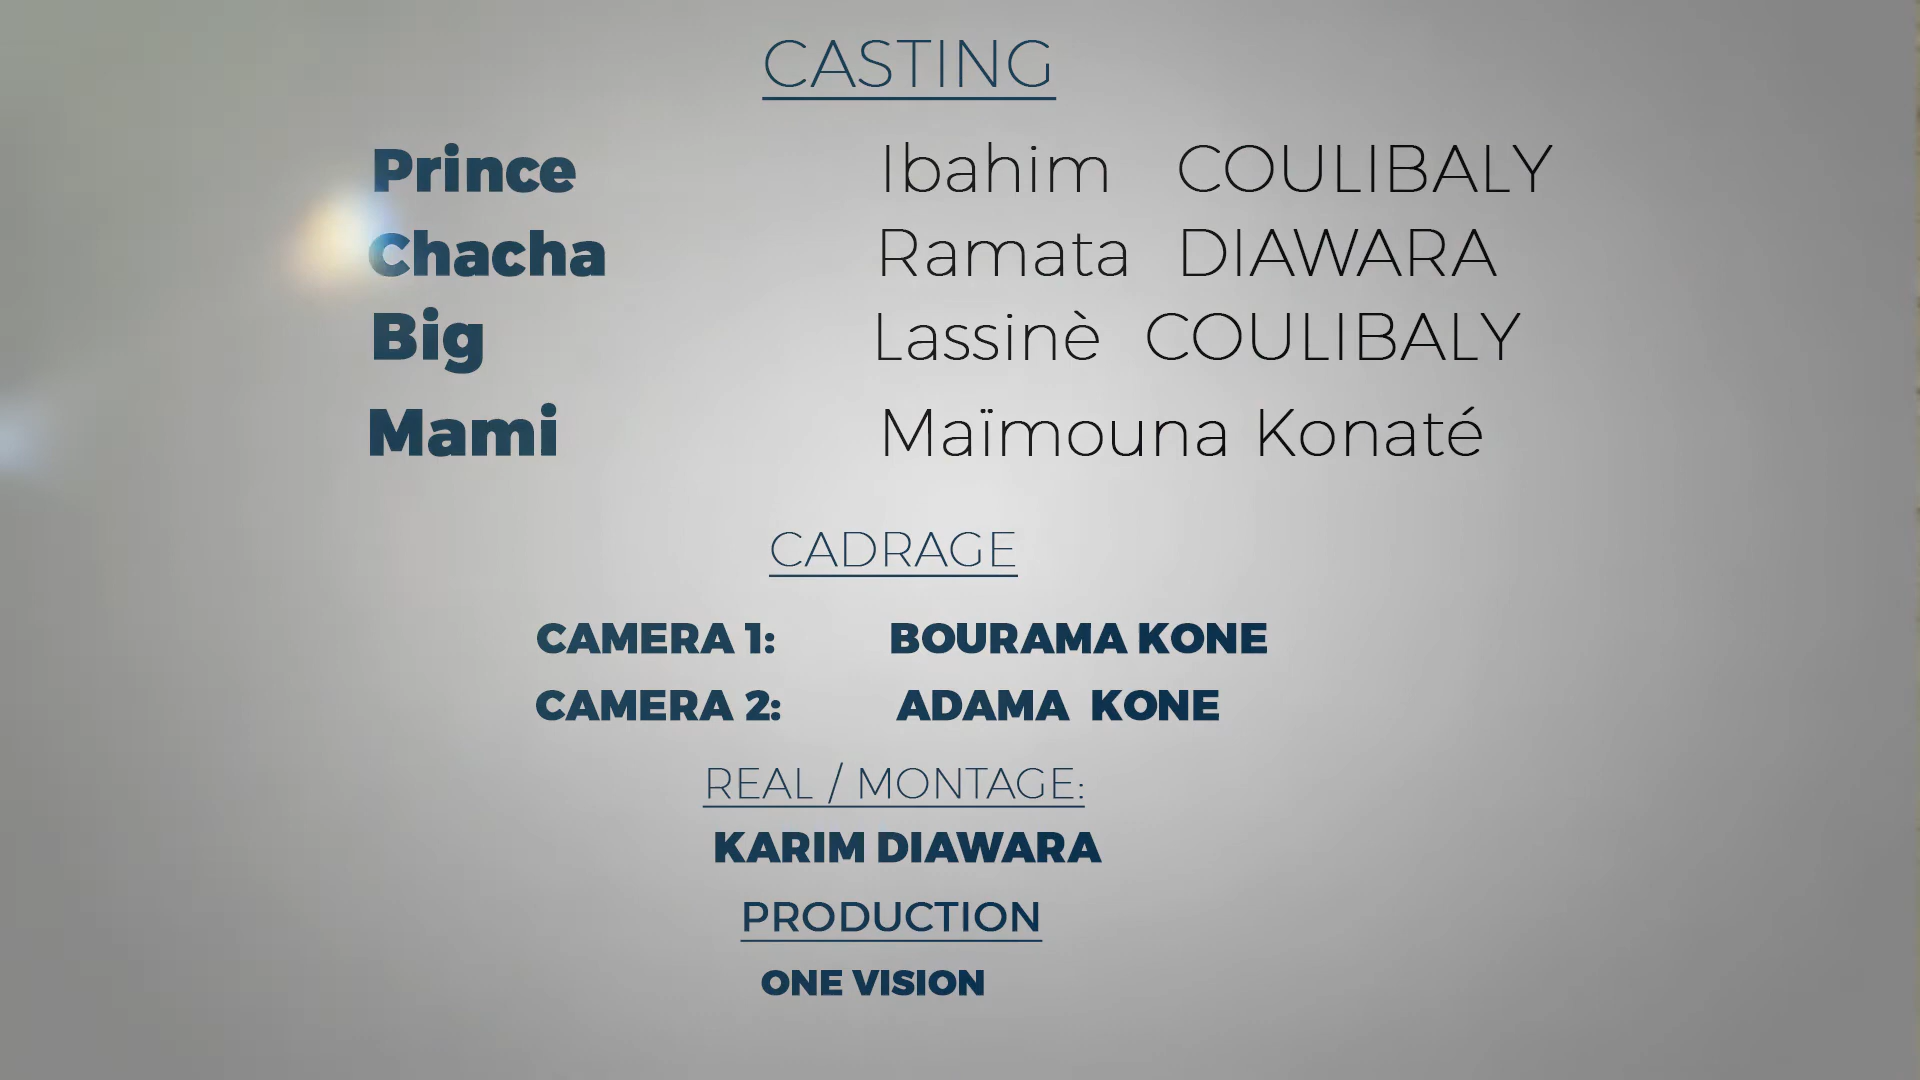 CASTING
Prince Ibahim COULIBALY
Chacha Ramata DIAWARA
Big Lassinè COULIBALY
Mami Maïmouna Konaté
CADRAGE
CAMERA 1: BOURAMA KONE
CAMERA 2: ADAMA KONE
REAL / MONTAGE:
KARIM DIAWARA
PRODUCTION
ONE VISION